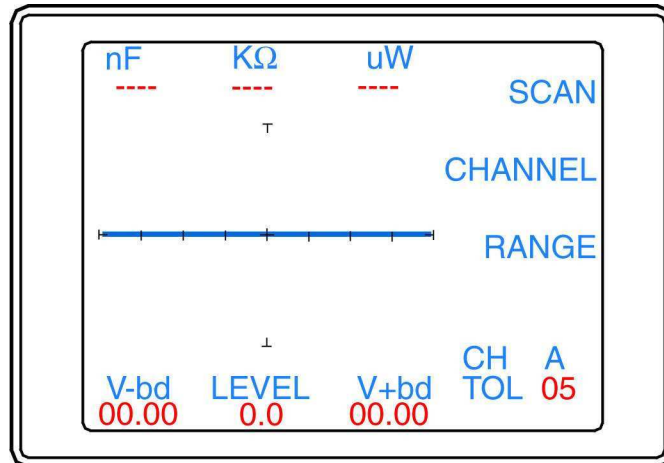 nF KΩ uW
---- ---- ---- SCAN
CHANNEL
RANGE
CH A
V-bd LEVEL V+bd TOL 05
00.00 0.0 00.00